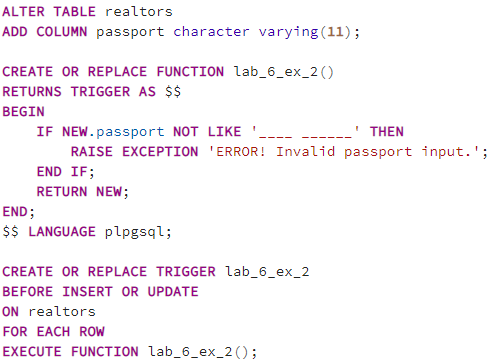 ALTER TABLE realtors
ADD COLUMN passport character varying(11);
CREATE OR REPLACE FUNCTION lab_6_ex_2()
RETURNS TRIGGER AS $$
BEGIN
    IF NEW.passport NOT LIKE '____ ______' THEN
        RAISE EXCEPTION 'ERROR! Invalid passport input.';
    END IF;
    RETURN NEW;
END;
$$ LANGUAGE plpgsql;
CREATE OR REPLACE TRIGGER lab_6_ex_2
BEFORE INSERT OR UPDATE
ON realtors
FOR EACH ROW
EXECUTE FUNCTION lab_6_ex_2();